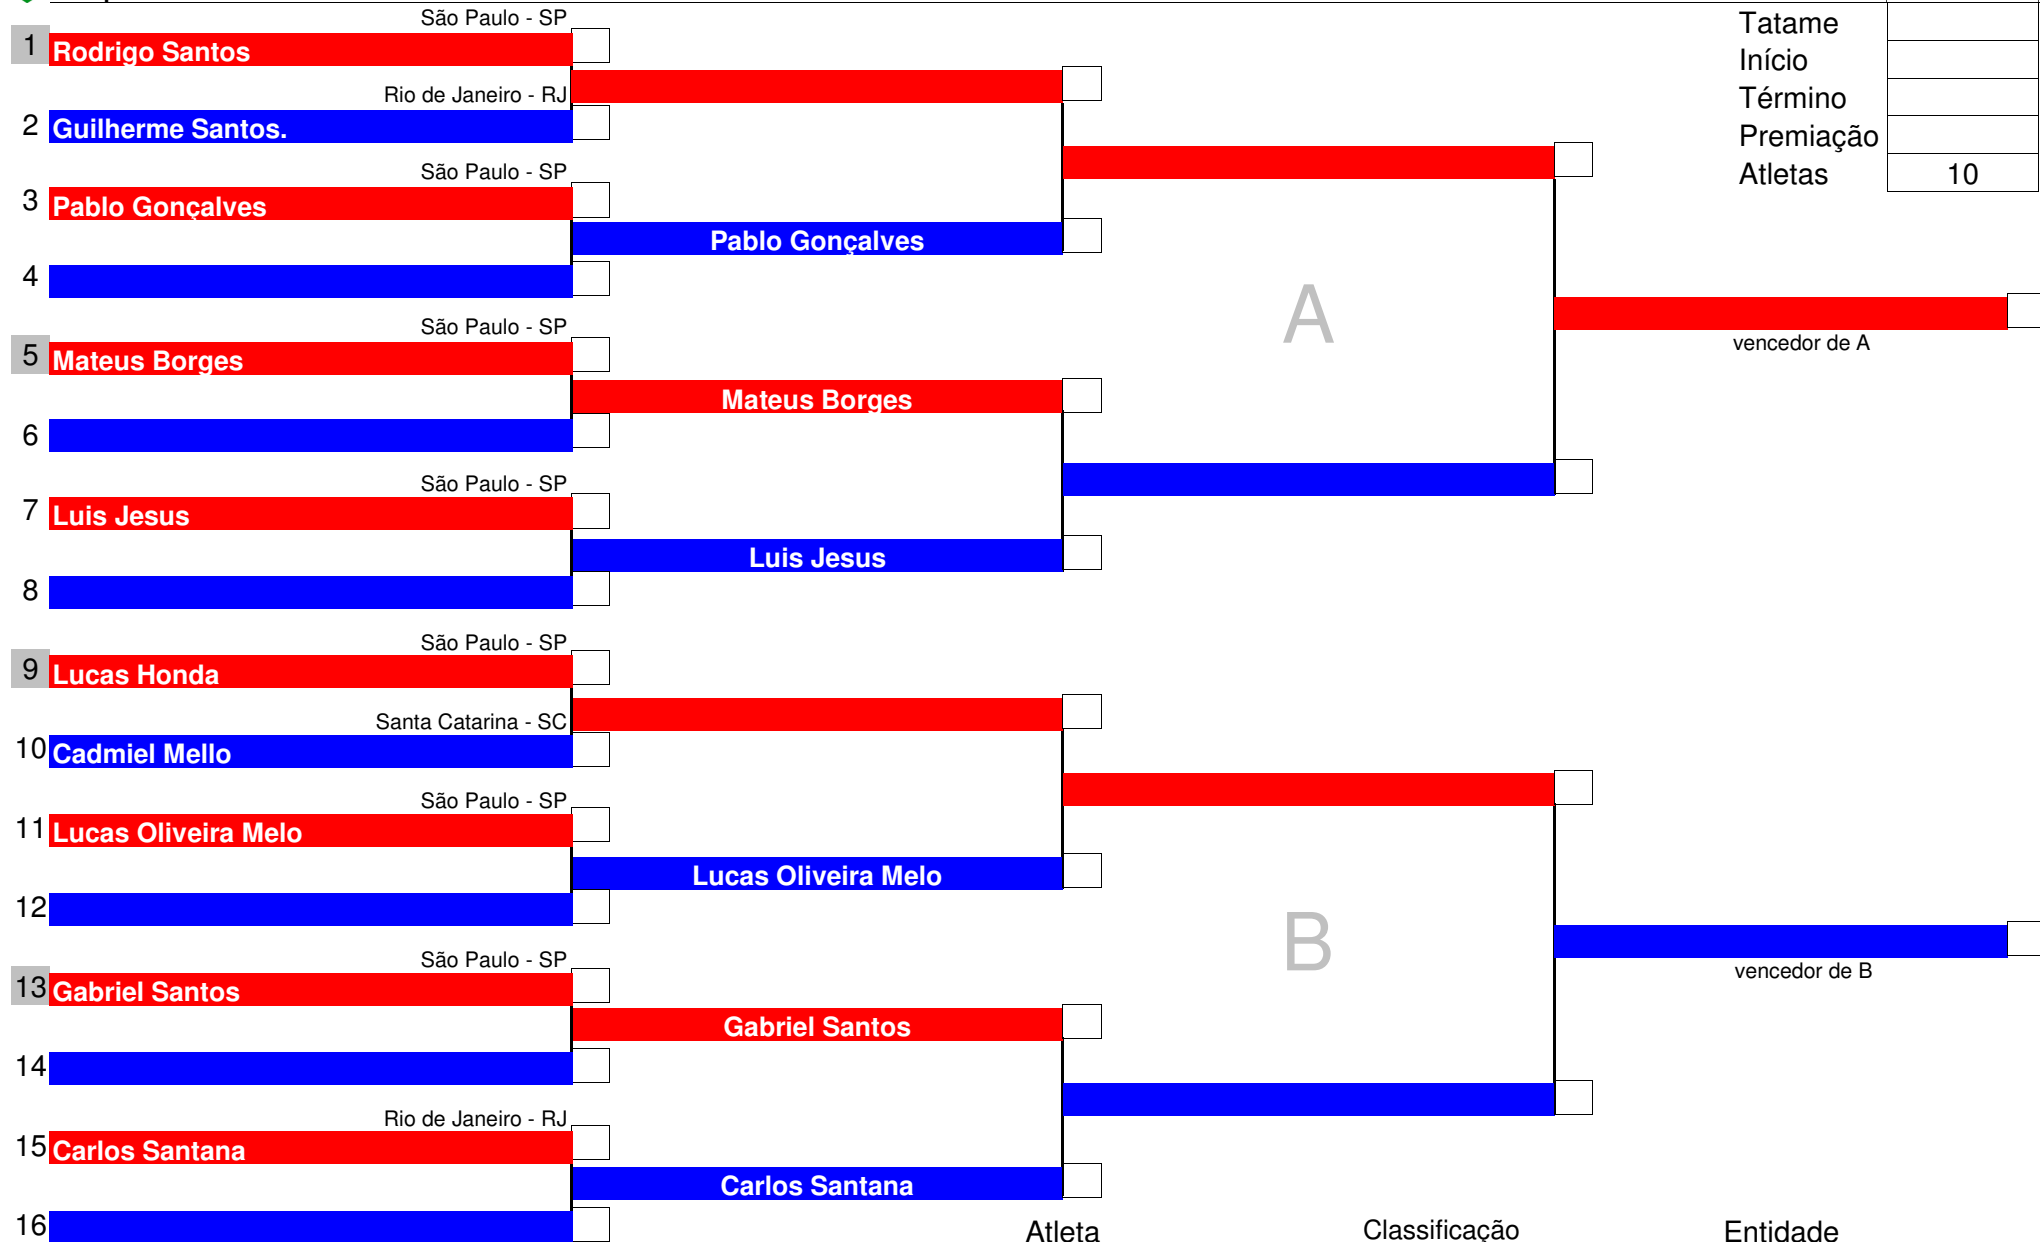 São Paulo - SP
1 Rodrigo Santos
Rio de Janeiro - RJ
2 Guilherme Santos.
São Paulo - SP
3 Pablo Gonçalves
Pablo Gonçalves
4
São Paulo - SP
5 Mateus Borges
Mateus Borges
6
São Paulo - SP
7 Luis Jesus
Luis Jesus
8
São Paulo - SP
9 Lucas Honda
Santa Catarina - SC
10 Cadmiel Mello
São Paulo - SP
11 Lucas Oliveira Melo
Lucas Oliveira Melo
12
São Paulo - SP
13 Gabriel Santos
Gabriel Santos
14
Rio de Janeiro - RJ
15 Carlos Santana
Carlos Santana
16
A
B
vencedor de A
vencedor de B
Tatame
Início
Término
Premiação
Atletas 10
Atleta Classificação Entidade